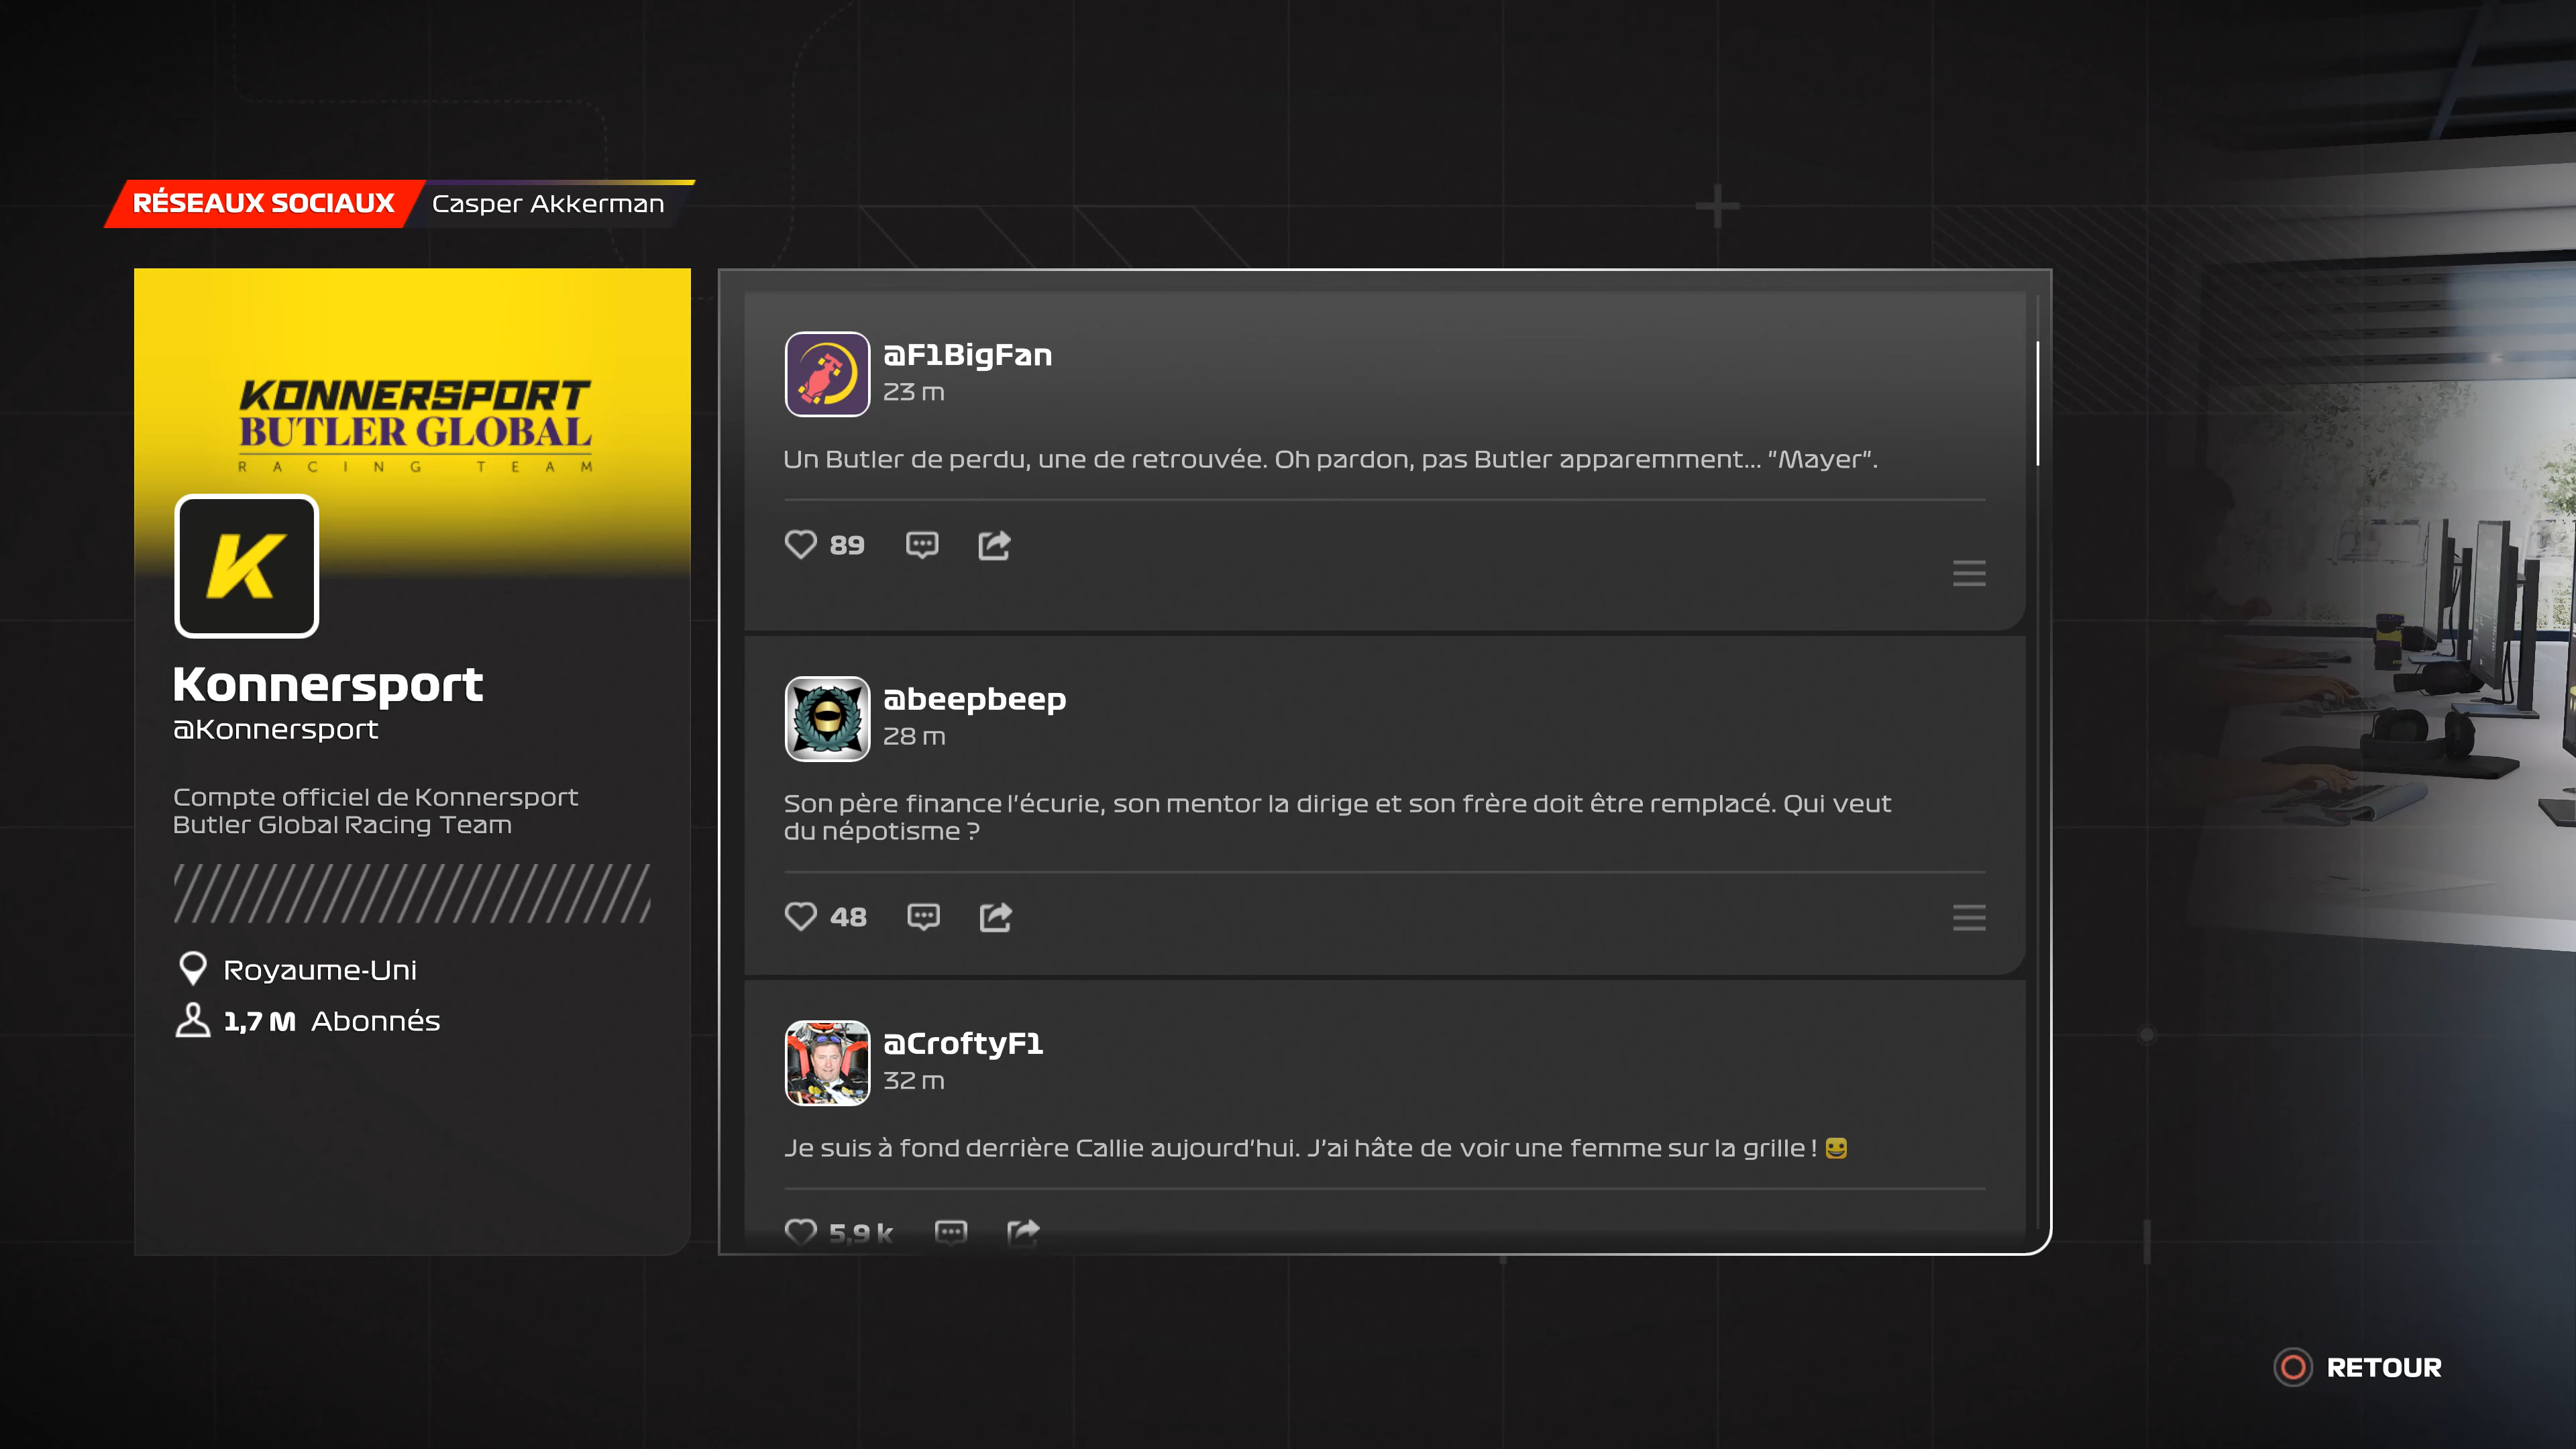 RÉSEAUX SOCIAUX Casper Akkerman
KONNERSPORT
BUTLER GLOBAL
RACING TEAM
K
Konnersport
@Konnersport
Compte officiel de Konnersport
Butler Global Racing Team
Royaume-Uni
1,7 M Abonnés
@F1BigFan
23 m
Un Butler de perdu, une de retrouvée. Oh pardon, pas Butler apparemment... "Mayer".
89
@beepbeep
28 m
Son père finance l'écurie, son mentor la dirige et son frère doit être remplacé. Qui veut
du népotisme ?
48
@CroftyF1
32 m
Je suis à fond derrière Callie aujourd'hui. J'ai hâte de voir une femme sur la grille ! 😀
5,9 k
RETOUR